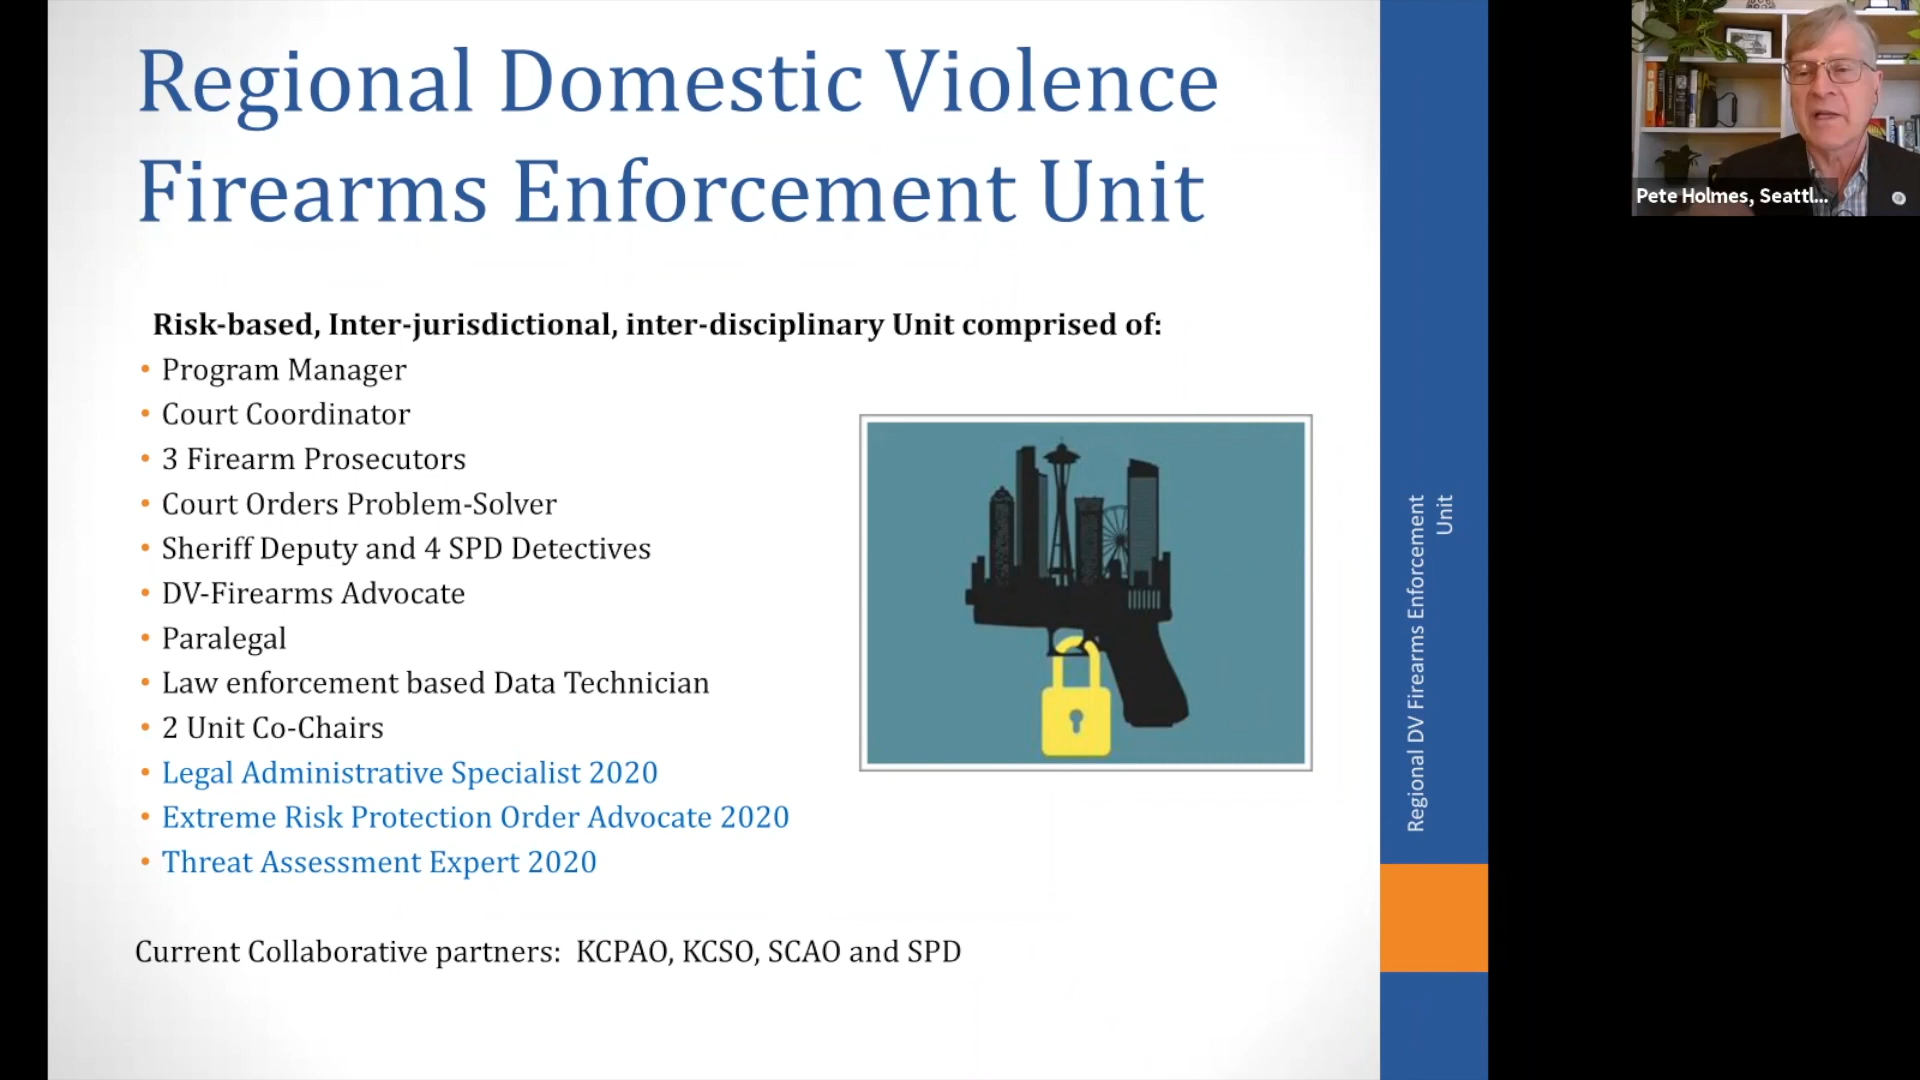 Regional Domestic Violence
Firearms Enforcement Unit
Risk-based, Inter-jurisdictional, inter-disciplinary Unit comprised of:
• Program Manager
• Court Coordinator
• 3 Firearm Prosecutors
• Court Orders Problem-Solver
• Sheriff Deputy and 4 SPD Detectives
• DV-Firearms Advocate
• Paralegal
• Law enforcement based Data Technician
• 2 Unit Co-Chairs
• Legal Administrative Specialist 2020
• Extreme Risk Protection Order Advocate 2020
• Threat Assessment Expert 2020
Current Collaborative partners:  KCPAO, KCSO, SCAO and SPD
Regional DV Firearms Enforcement
Unit
Pete Holmes, Seattl...